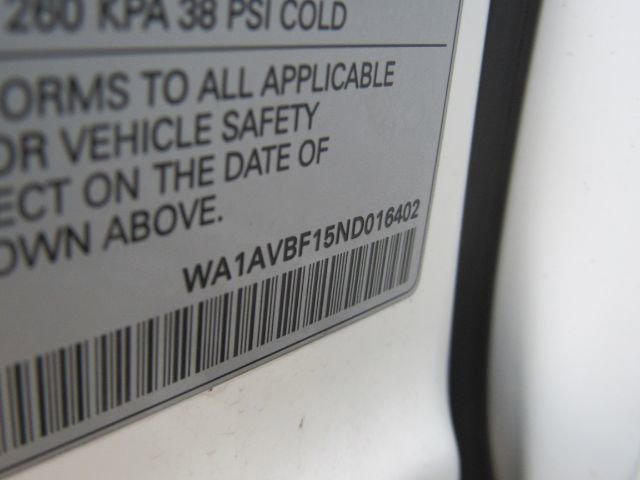 260 KPA 38 PSI COLD
ORMS TO ALL APPLICABLE
OR VEHICLE SAFETY
ECT ON THE DATE OF
OWN ABOVE.
WA1AVBF15ND016402